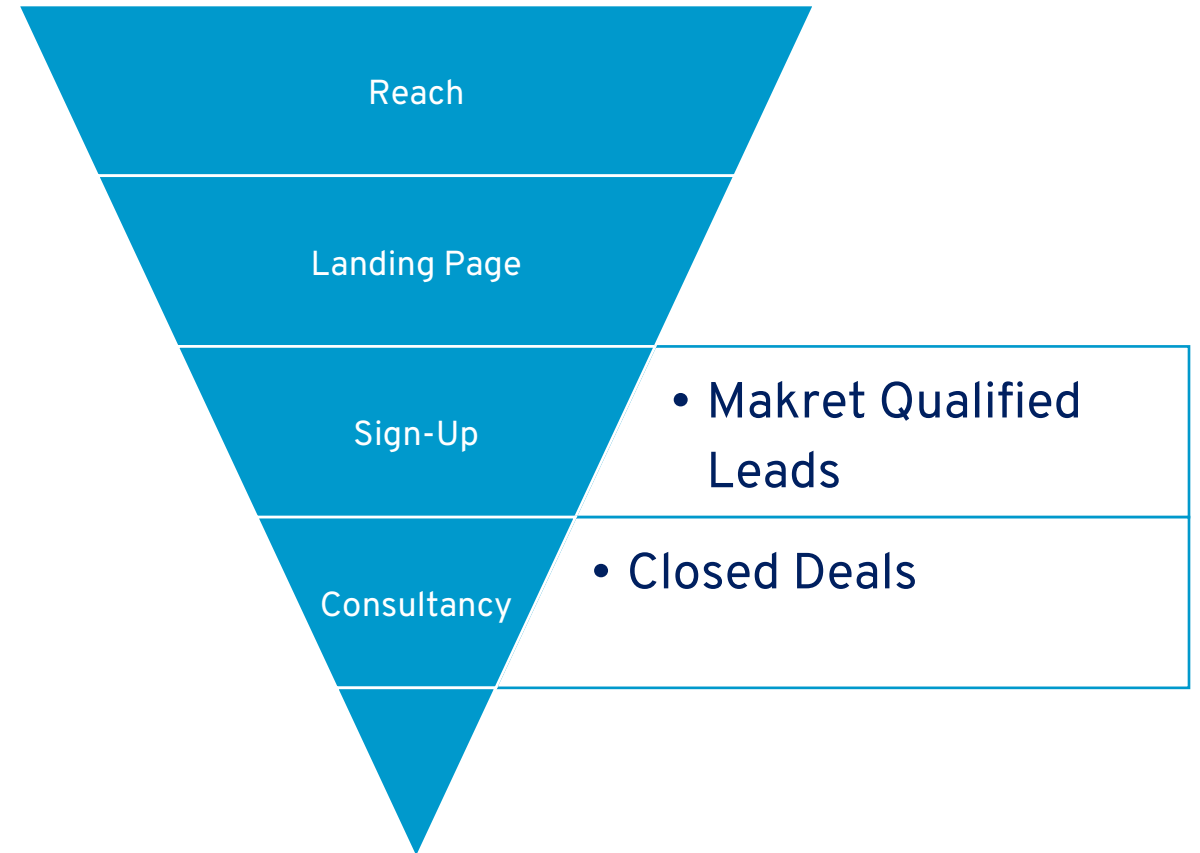 Reach
Landing Page
Sign-Up
• Makret Qualified
Leads
Consultancy
• Closed Deals